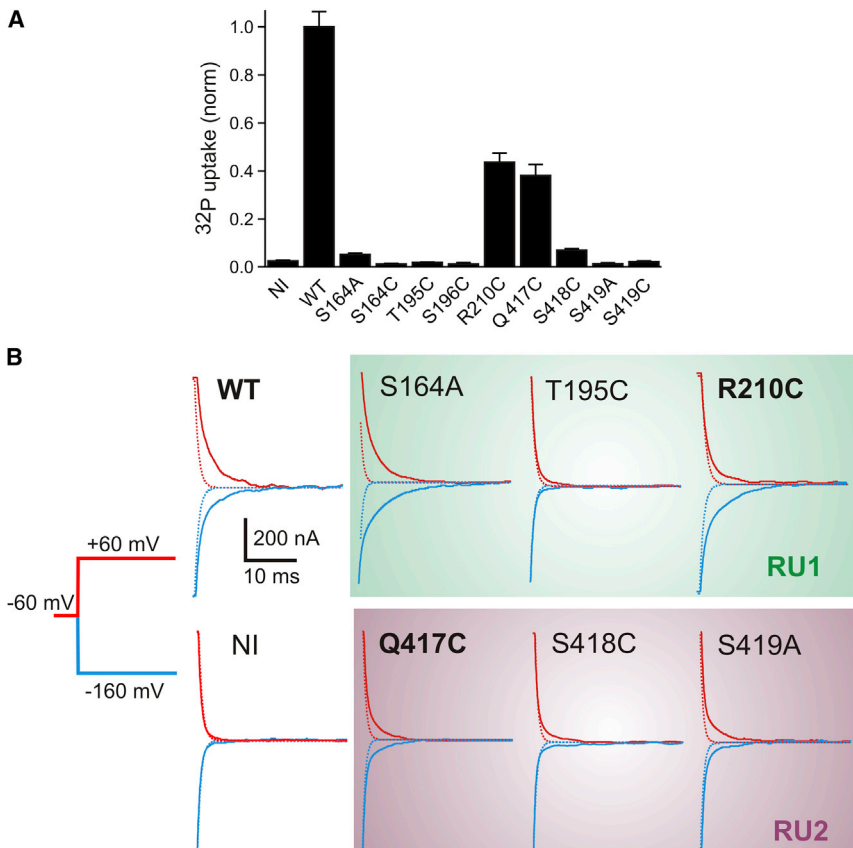 A
32P uptake (norm)
1.0
0.8
0.6
0.4
0.2
0.0
NI
WT
S164A
S164C
T195C
S196C
R210C
Q417C
S418C
S419A
S419C
B
WT
S164A
T195C
R210C
200 nA
10 ms
RU1
+60 mV
-60 mV
-160 mV
NI
Q417C
S418C
S419A
RU2